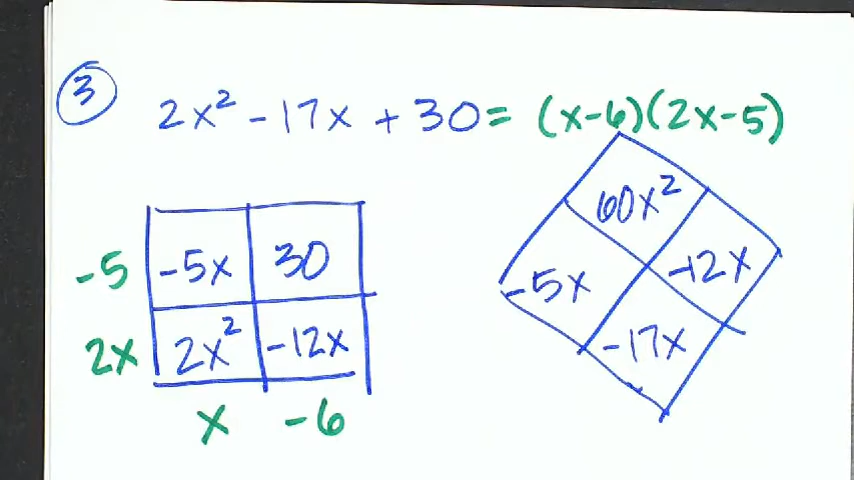 3
2x² - 17x + 30 = (x-6)(2x-5)
60x²
-5 -5x 30
-5x -12x
2x 2x² -12x
-17x
x -6